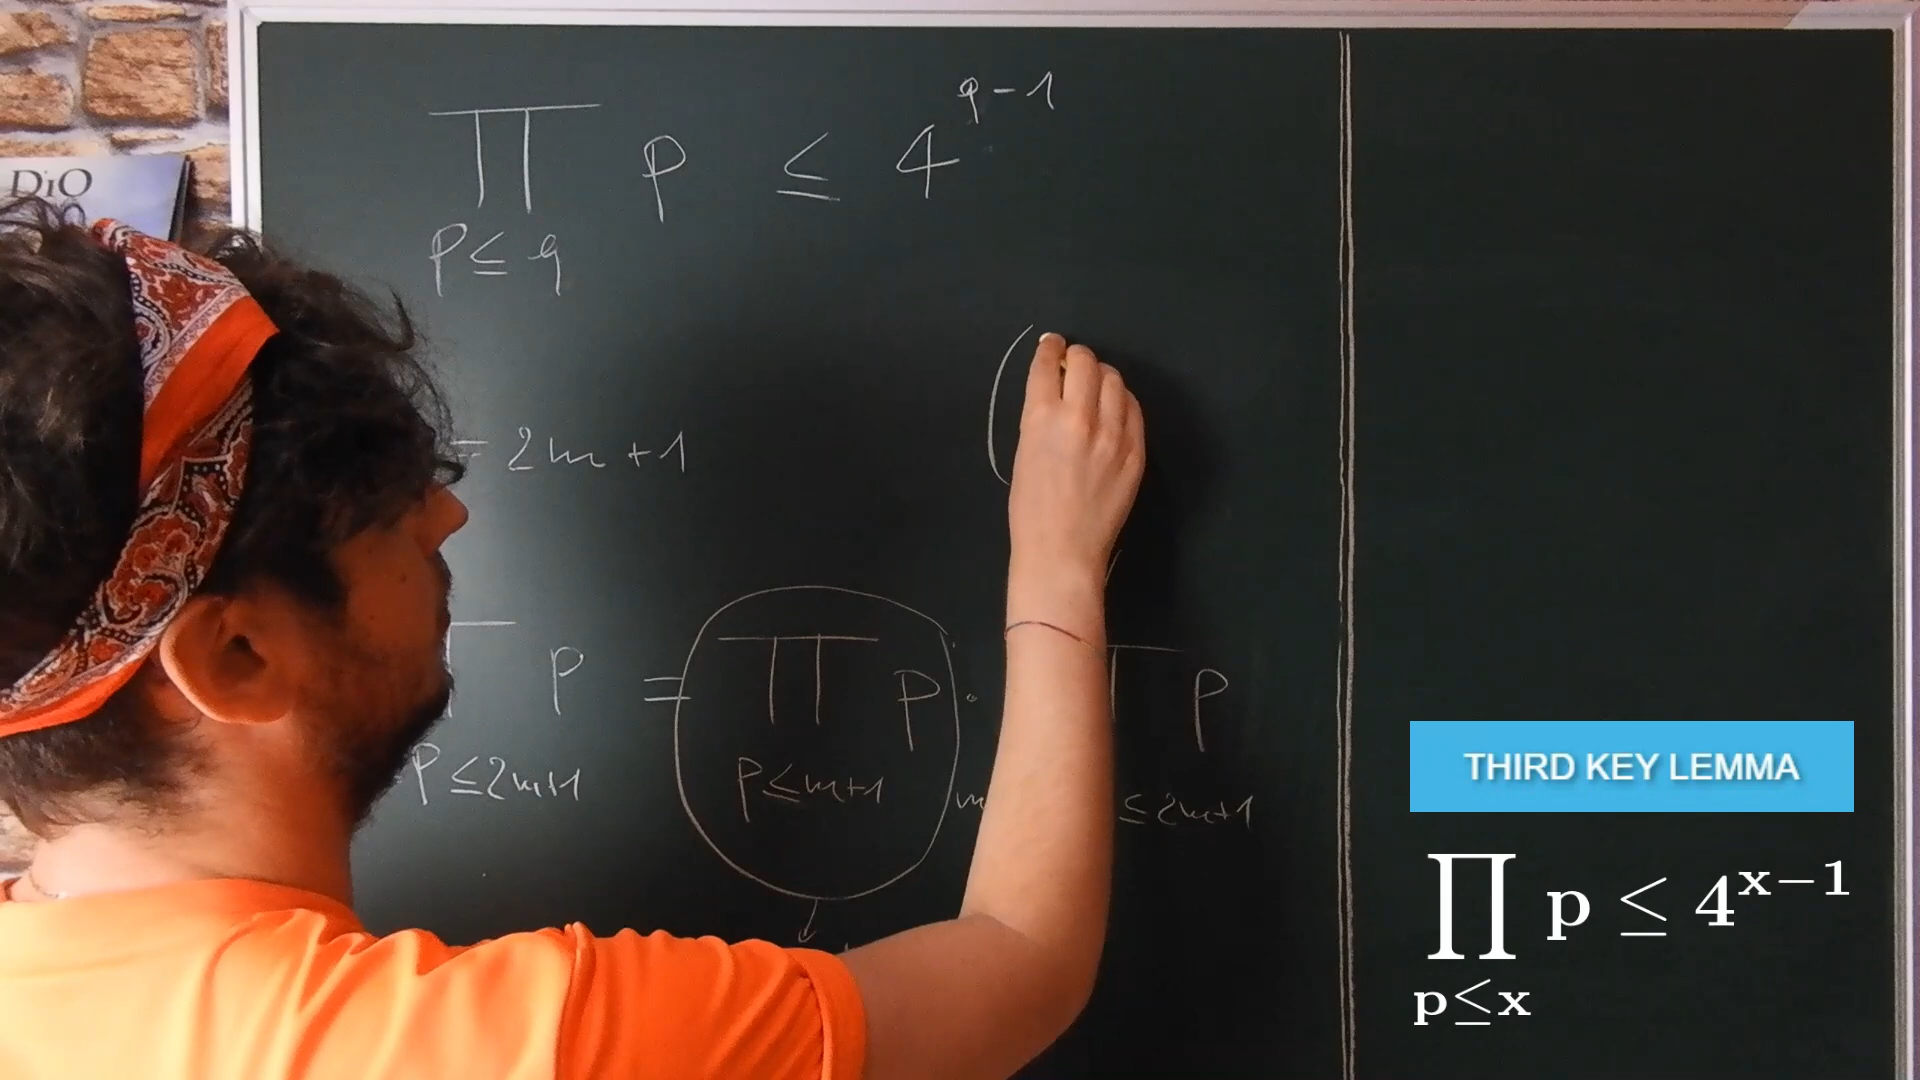 DiO
∏ p ≤ 4^{q-1}
p≤q
= 2m+1
(
p = ∏ p · p
p≤2m+1 p≤m+1 m ≤2m+1
THIRD KEY LEMMA
∏ p ≤ 4^{x-1}
p≤x